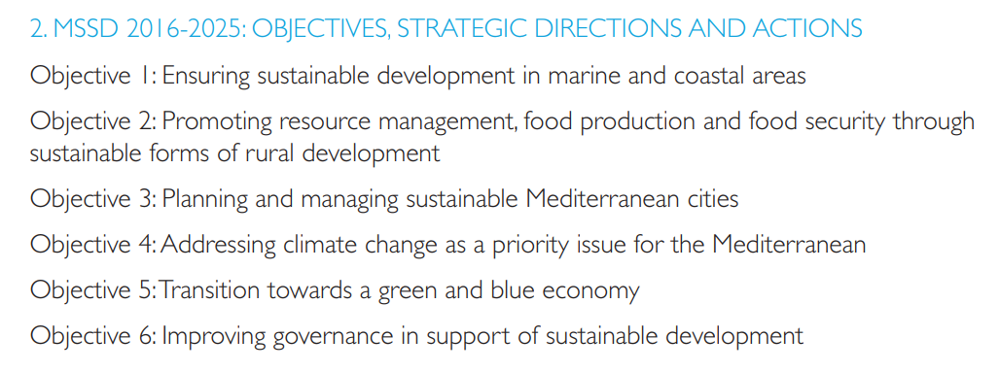 2. MSSD 2016-2025: OBJECTIVES, STRATEGIC DIRECTIONS AND ACTIONS
Objective 1: Ensuring sustainable development in marine and coastal areas
Objective 2: Promoting resource management, food production and food security through
sustainable forms of rural development
Objective 3: Planning and managing sustainable Mediterranean cities
Objective 4: Addressing climate change as a priority issue for the Mediterranean
Objective 5: Transition towards a green and blue economy
Objective 6: Improving governance in support of sustainable development